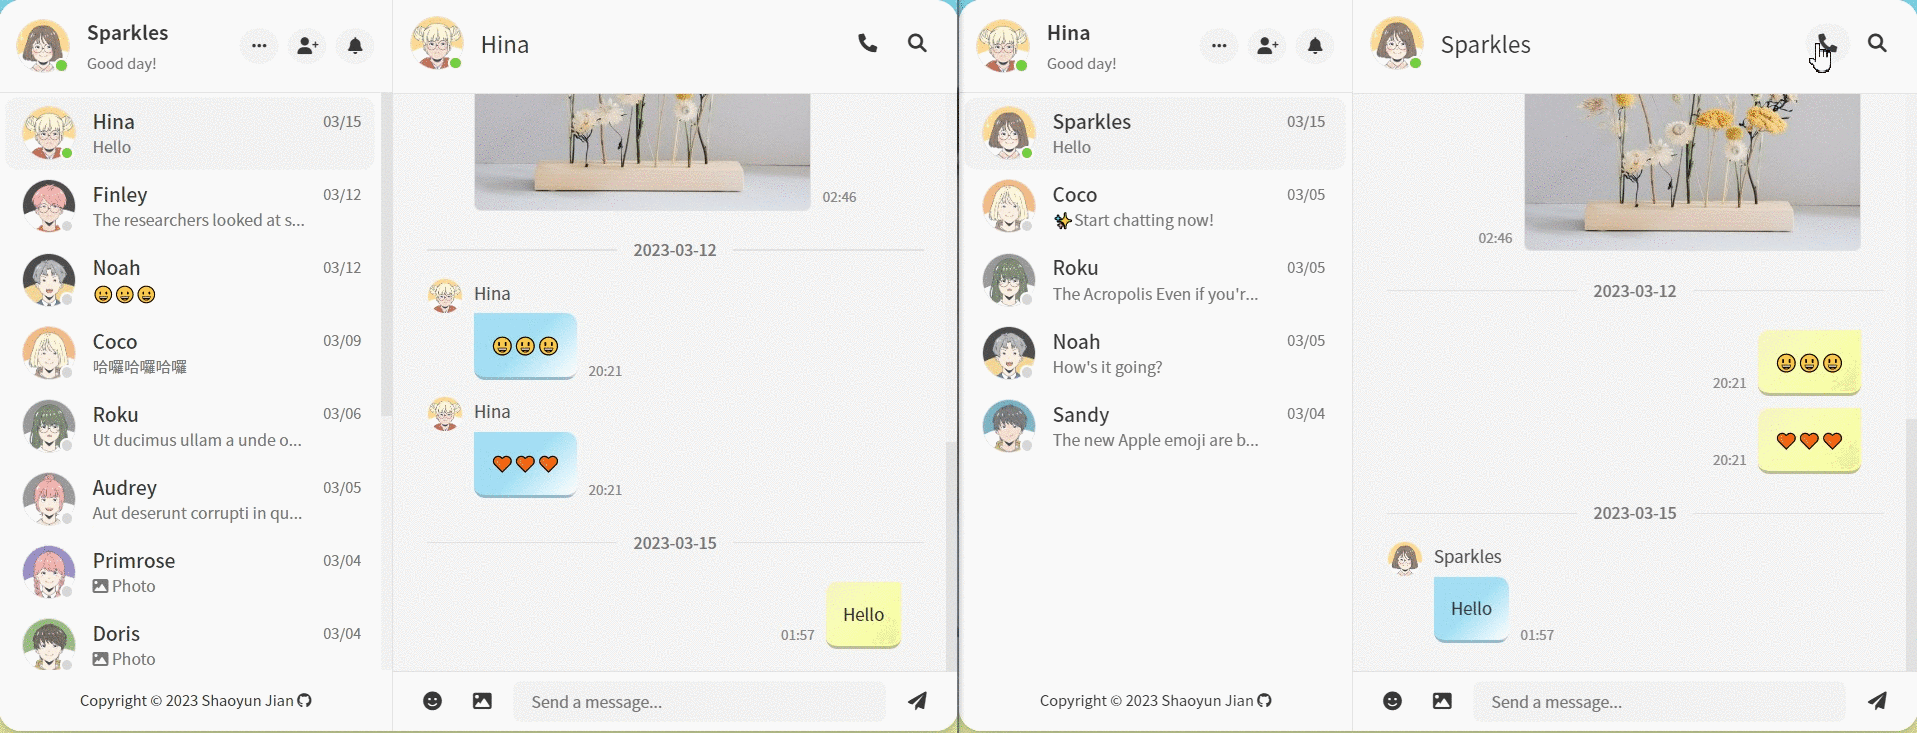 Sparkles
Good day!
Hina
03/15
Hello
Finley
03/12
The researchers looked at s...
Noah
03/12
😀😀😀
Coco
03/09
哈囉哈囉哈囉
Roku
03/06
Ut ducimus ullam a unde o...
Audrey
03/05
Aut deserunt corrupti in qu...
Primrose
03/04
Photo
Doris
03/04
Photo
Copyright © 2023 Shaoyun Jian
Hina
02:46
2023-03-12
Hina
😀😀😀
20:21
Hina
🧡🧡🧡
20:21
2023-03-15
Hello
01:57
Send a message...
Hina
Good day!
Sparkles
03/15
Hello
Coco
03/05
✨Start chatting now!
Roku
03/05
The Acropolis Even if you'r...
Noah
03/05
How's it going?
Sandy
03/04
The new Apple emoji are b...
Copyright © 2023 Shaoyun Jian
Sparkles
02:46
2023-03-12
😀😀😀
20:21
🧡🧡🧡
20:21
2023-03-15
Sparkles
Hello
01:57
Send a message...